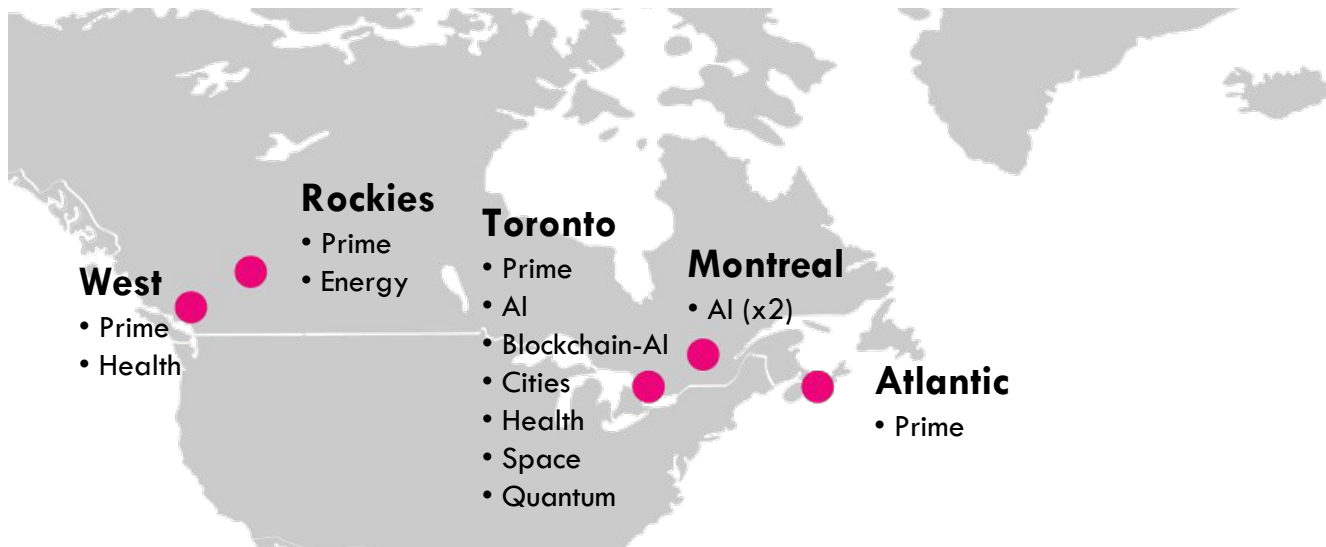 West
• Prime
• Health
Rockies
• Prime
• Energy
Toronto
• Prime
• AI
• Blockchain-AI
• Cities
• Health
• Space
• Quantum
Montreal
• AI (x2)
Atlantic
• Prime